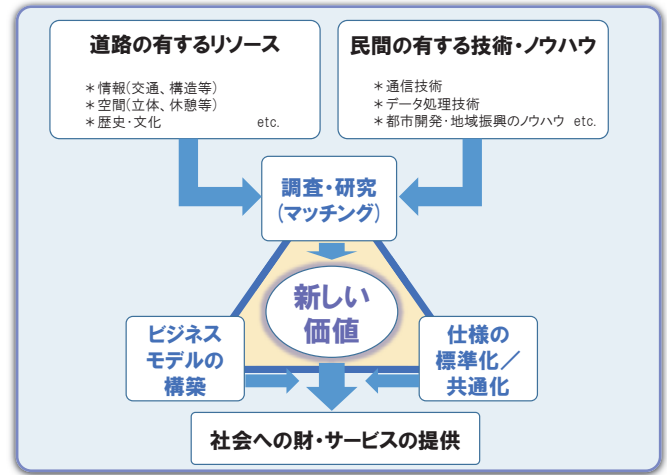 道路の有するリソース
＊情報(交通、構造等)
＊空間(立体、休憩等)
＊歴史・文化 etc.
民間の有する技術・ノウハウ
＊通信技術
＊データ処理技術
＊都市開発・地域振興のノウハウ etc.
調査・研究
(マッチング)
新しい
価値
ビジネス
モデルの
構築
仕様の
標準化／
共通化
社会への財・サービスの提供